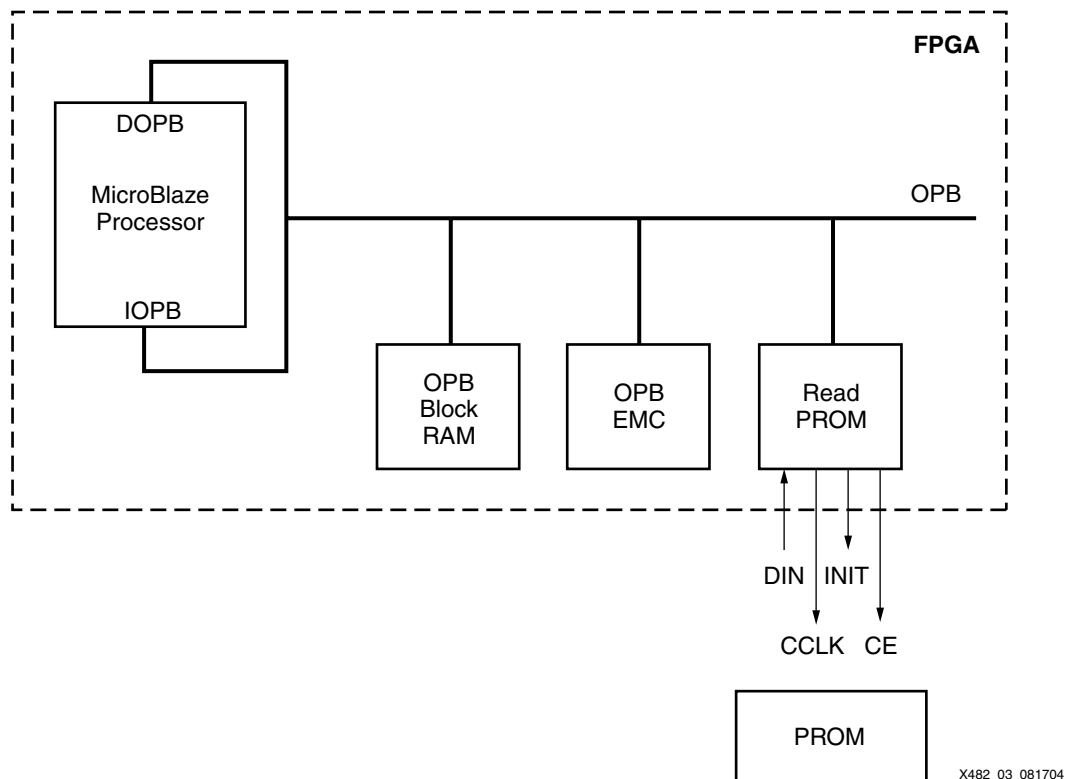 FPGA
DOPB
MicroBlaze
Processor
OPB
IOPB
OPB
Block
RAM
OPB
EMC
Read
PROM
DIN INIT
CCLK CE
PROM
X482_03_081704